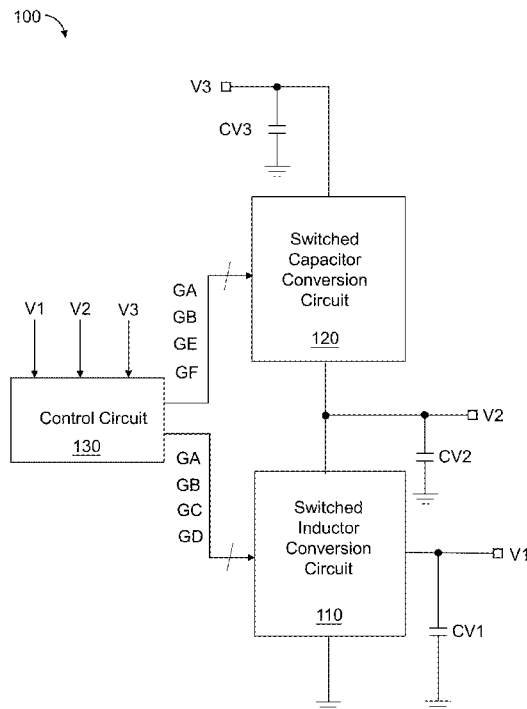 100
V3
CV3
Switched
Capacitor
Conversion
Circuit
120
GA
GB
GE
GF
V1 V2 V3
Control Circuit
130
V2
CV2
GA
GB
GC
GD
Switched
Inductor
Conversion
Circuit
110
V1
CV1